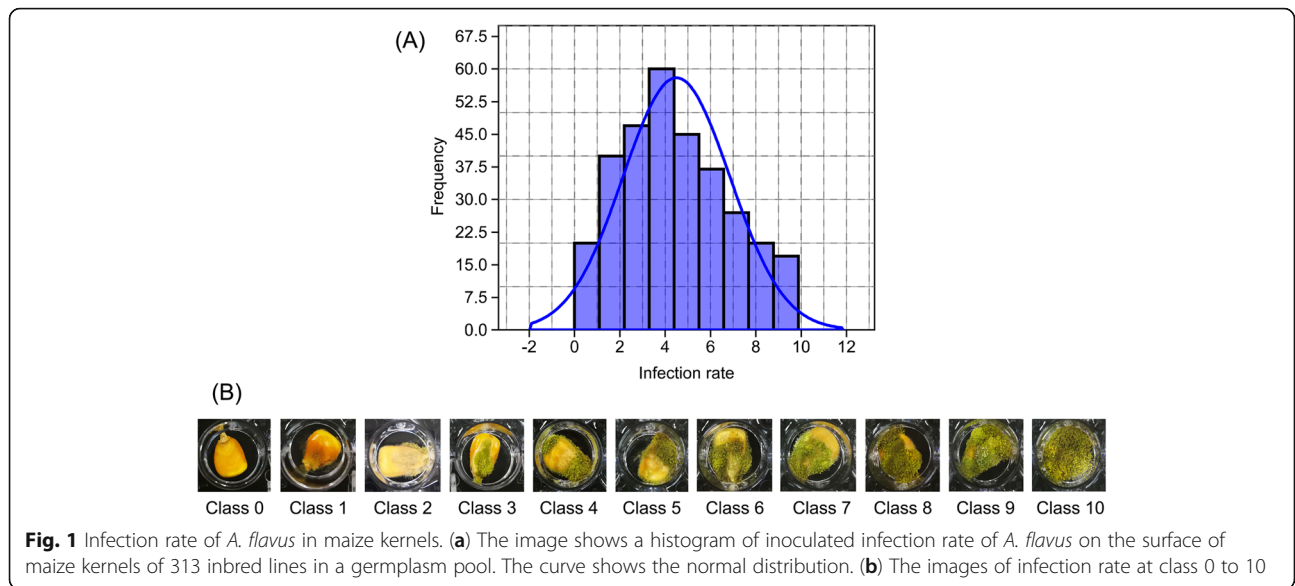 (A)
67.5
60.0
52.5
45.0
37.5
30.0
22.5
15.0
7.5
0.0
Frequency
-2 0 2 4 6 8 10 12
Infection rate
(B)
Class 0 Class 1 Class 2 Class 3 Class 4 Class 5 Class 6 Class 7 Class 8 Class 9 Class 10
Fig. 1 Infection rate of A. flavus in maize kernels. (a) The image shows a histogram of inoculated infection rate of A. flavus on the surface of
maize kernels of 313 inbred lines in a germplasm pool. The curve shows the normal distribution. (b) The images of infection rate at class 0 to 10